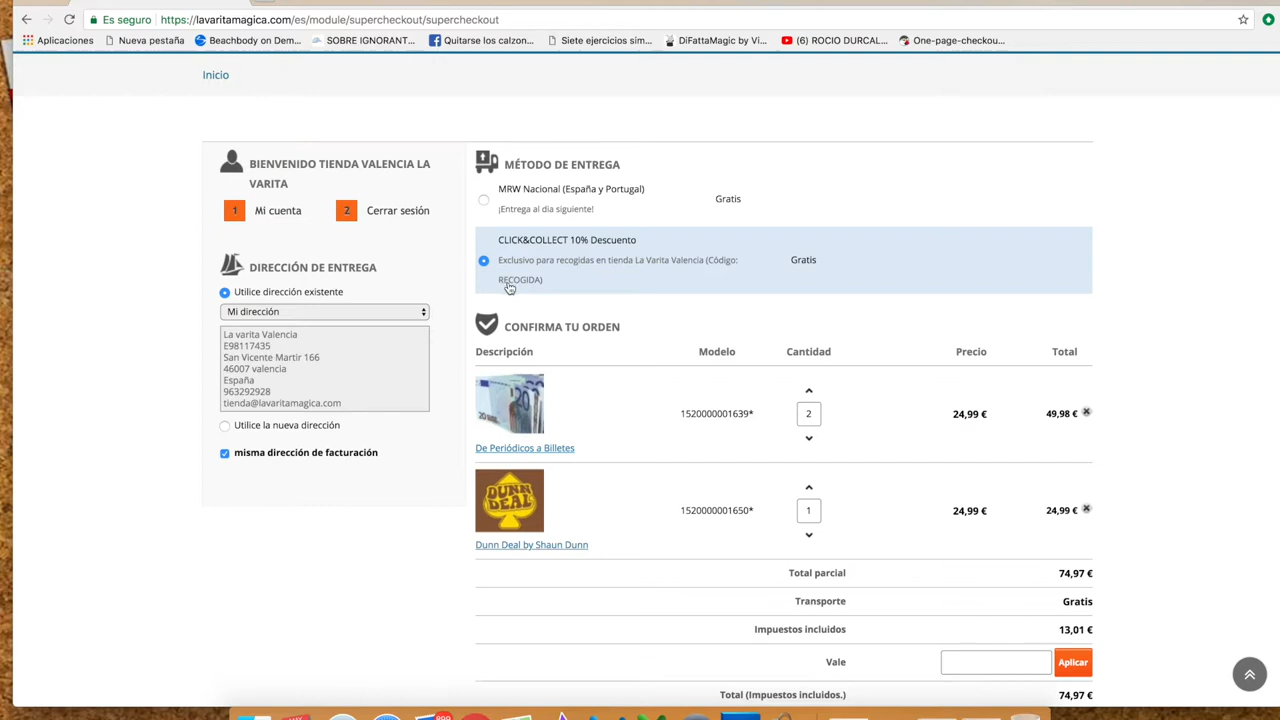 Es seguro https://lavaritamagica.com/es/module/supercheckout/supercheckout
Aplicaciones Nueva pestaña Beachbody on Dem... SOBRE IGNORANT... Quitarse los calzon... Siete ejercicios sim... DiFattaMagic by Vi... (6) ROCIO DURCAL... One-page-checkou...
Inicio
BIENVENIDO TIENDA VALENCIA LA
VARITA
1 Mi cuenta 2 Cerrar sesión
DIRECCIÓN DE ENTREGA
Utilice dirección existente
Mi dirección
La varita Valencia
E98117435
San Vicente Martir 166
46007 valencia
España
963292928
tienda@lavaritamagica.com
Utilice la nueva dirección
misma dirección de facturación
MÉTODO DE ENTREGA
MRW Nacional (España y Portugal)
¡Entrega al dia siguiente!
Gratis
CLICK&COLLECT 10% Descuento
Exclusivo para recogidas en tienda La Varita Valencia (Código:
RECOGIDA)
Gratis
CONFIRMA TU ORDEN
Descripción Modelo Cantidad Precio Total
20 EURO
1520000001639* 2 24,99 € 49,98 €
De Periódicos a Billetes
DUNN
DEAL
1520000001650* 1 24,99 € 24,99 €
Dunn Deal by Shaun Dunn
Total parcial 74,97 €
Transporte Gratis
Impuestos incluidos 13,01 €
Vale Aplicar
Total (Impuestos incluidos.) 74,97 €